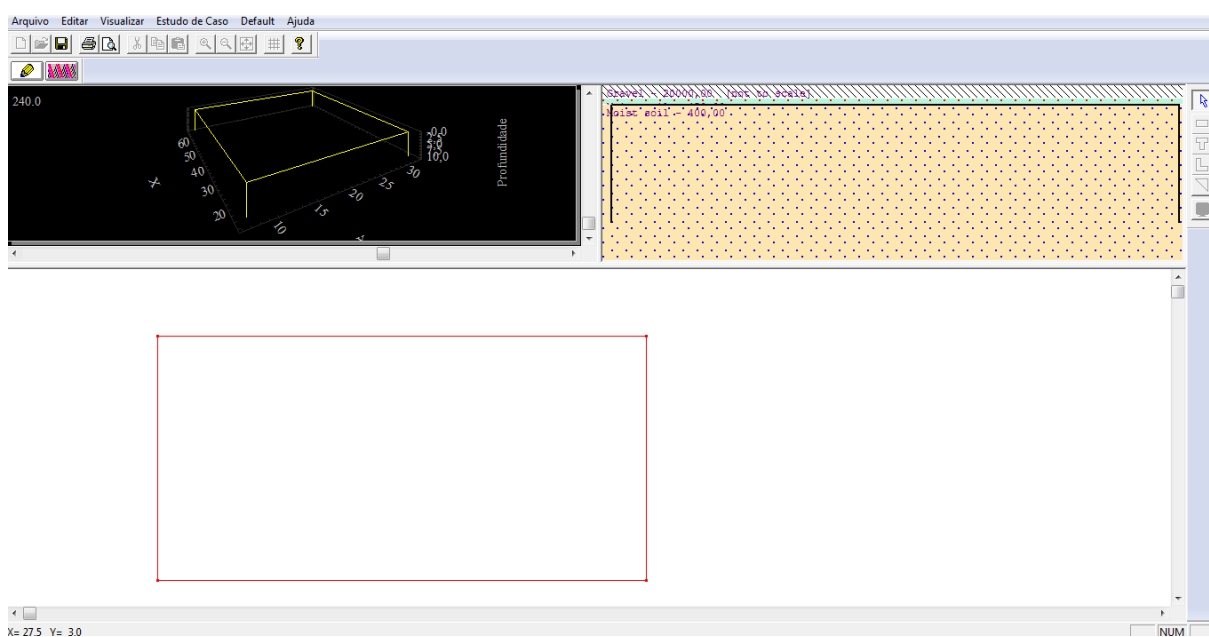 Arquivo Editar Visualizar Estudo de Caso Default Ajuda
240.0
Gravel - 20000,00 (not to scale)
Moist soil - 400,00
60
50
40
30
20
X
10
15
20
25
30
0,0
10,0
Profundidade
X= 27.5 Y= 3.0
NUM